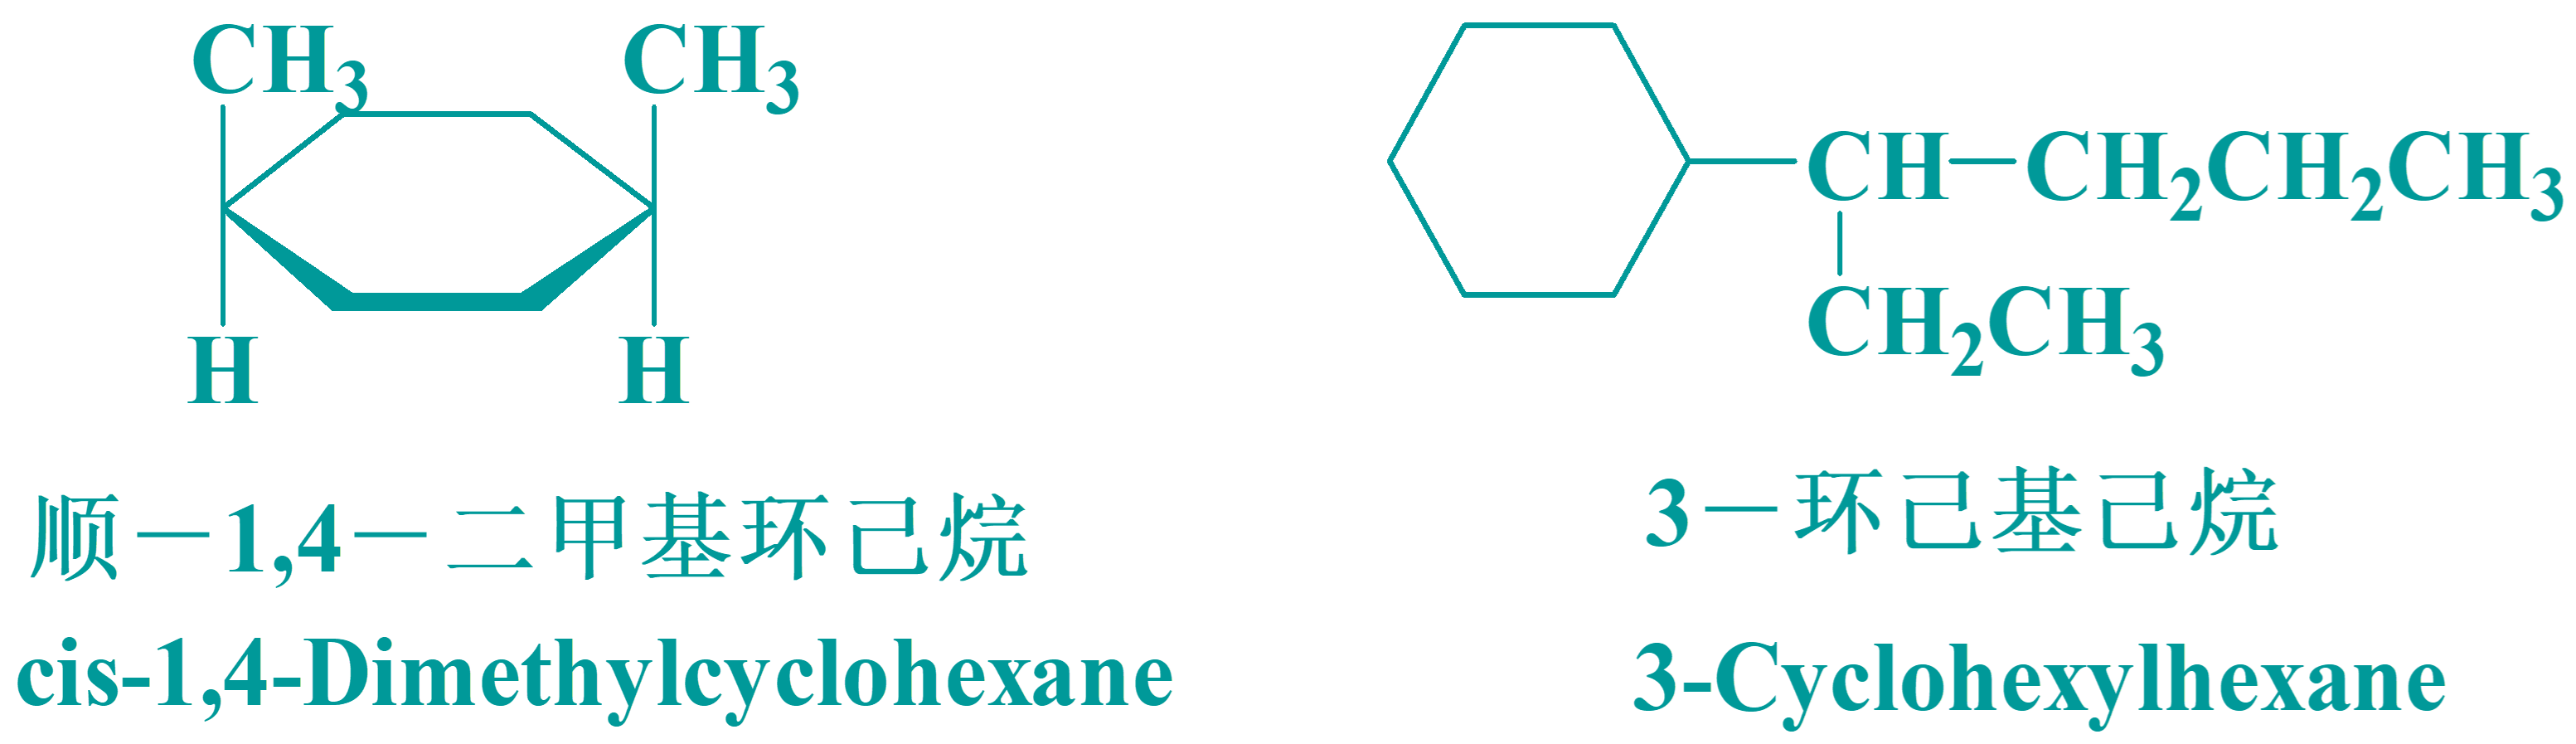 CH3 CH3
H H
顺－1,4－二甲基环己烷
cis-1,4-Dimethylcyclohexane
CH－CH2CH2CH3
CH2CH3
3－环己基己烷
3-Cyclohexylhexane